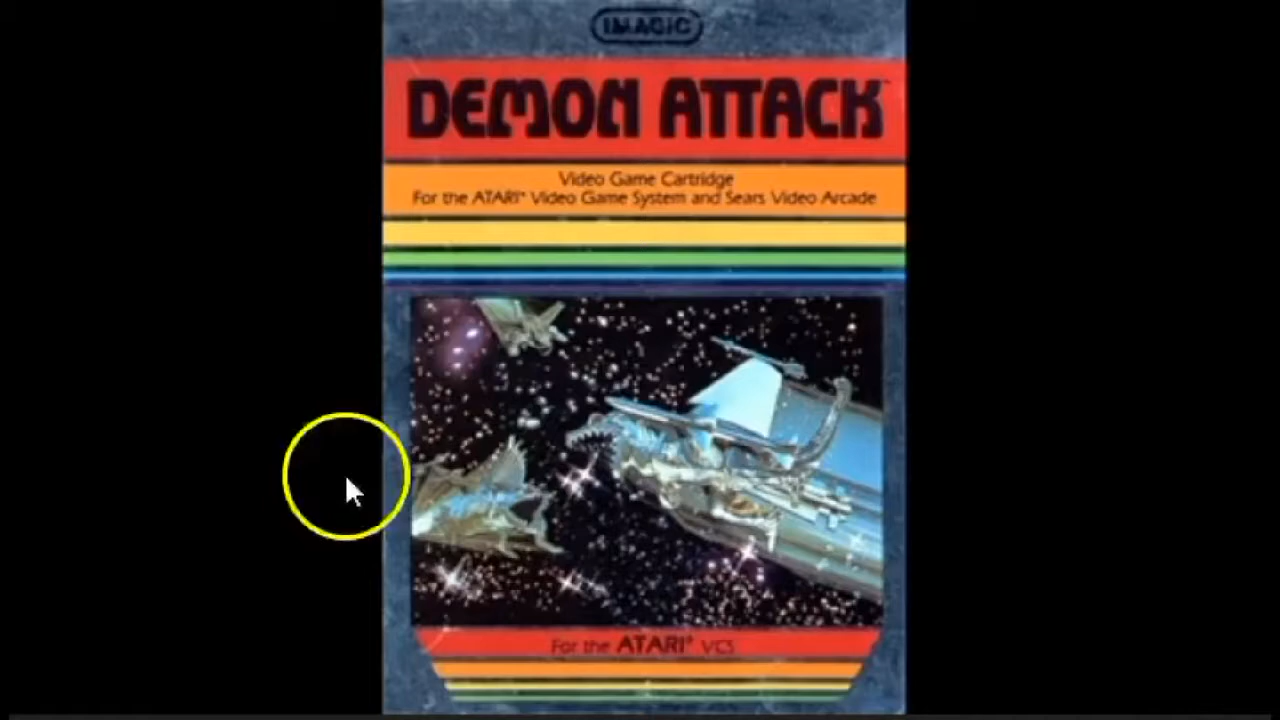 IMAGIC
DEMON ATTACK™
Video Game Cartridge
For the ATARI® Video Game System and Sears Video Arcade
For the ATARI® VCS